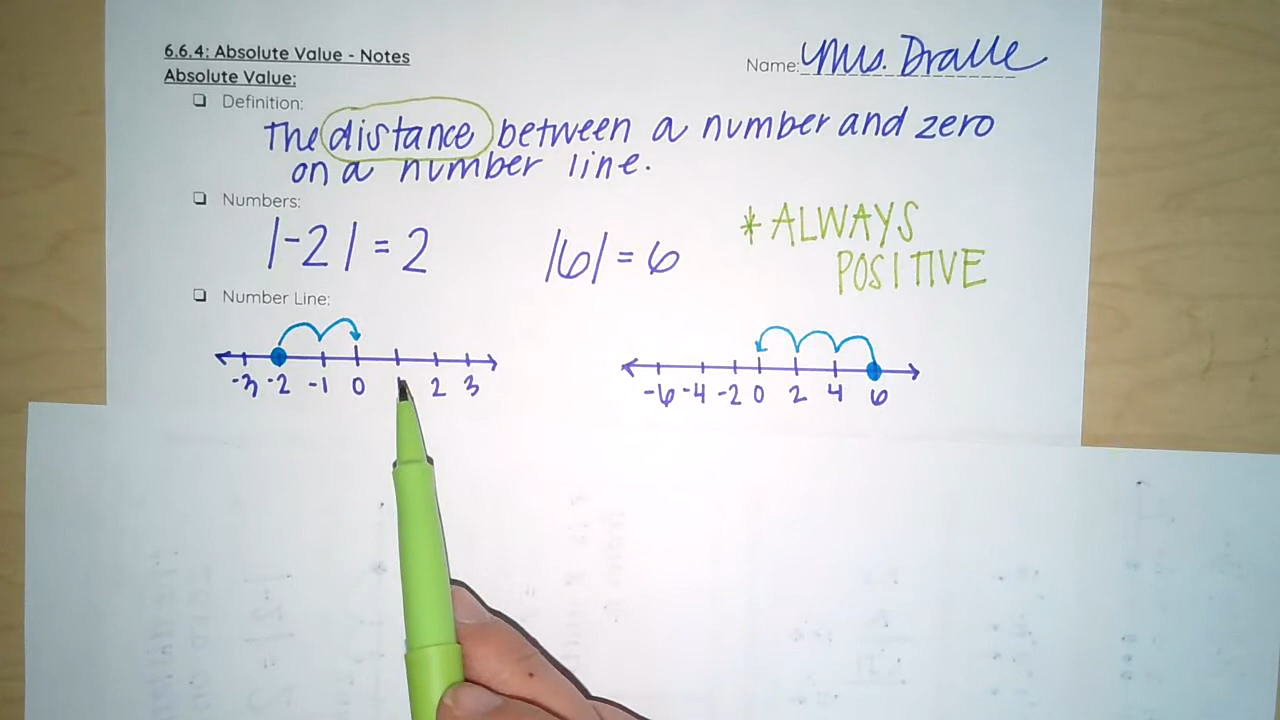 6.6.4: Absolute Value - Notes
Name: Mrs. Dralle
Absolute Value:
Definition:
The distance between a number and zero
on a number line.
Numbers:
|-2| = 2
|6| = 6
* ALWAYS
POSITIVE
Number Line:
-3 -2 -1 0 1 2 3
-6 -4 -2 0 2 4 6